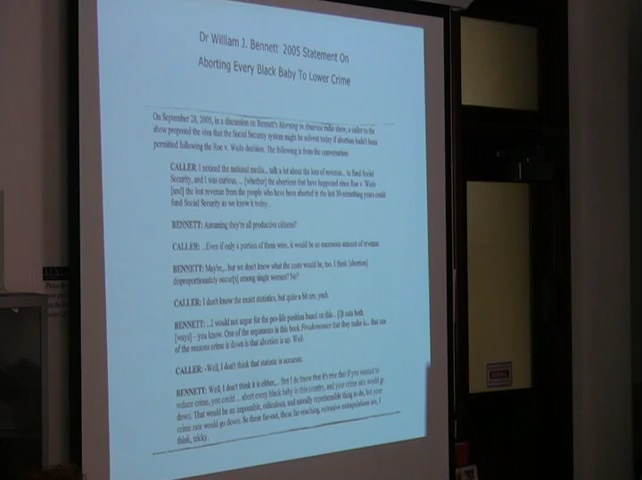 Dr William J. Bennett 2005 Statement On
Aborting Every Black Baby To Lower Crime
On September 28, 2005, in a discussion on Bennett's Morning in America radio show, a caller to the
show proposed the idea that the Social Security system might be solvent today if abortion hadn't been
permitted following the Roe v. Wade decision. The following is from the conversation:
CALLER: I noticed the national media... talk a lot about the loss of revenue... to fund Social
Security, and I was curious, ... [whether] the abortions that have happened since Roe v. Wade
[and] the lost revenue from the people who have been aborted in the last 30-something years could
fund Social Security as we know it today.
BENNETT: Assuming they're all productive citizens?
CALLER: ..Even if only a portion of them were, it would be an enormous amount of revenue.
BENNETT: Maybe,... but we don't know what the costs would be, too. I think [abortion]
disproportionately occur[s] among single women? No?
CALLER: I don't know the exact statistics, but quite a bit are, yeah.
BENNETT: ...I would not argue for the pro-life position based on this... [I]t cuts both
[ways] - you know. One of the arguments in this book Freakonomics that they make is... that one
of the reasons crime is down is that abortion is up. Well
CALLER: -Well, I don't think that statistic is accurate.
BENNETT: Well, I don't think it is either,... But I do know that it's true that if you wanted to
reduce crime, you could ... abort every black baby in this country, and your crime rate would go
down. That would be an impossible, ridiculous, and morally reprehensible thing to do, but your
crime rate would go down. So these far-out, these far-reaching, extensive extrapolations are, I
think, tricky.